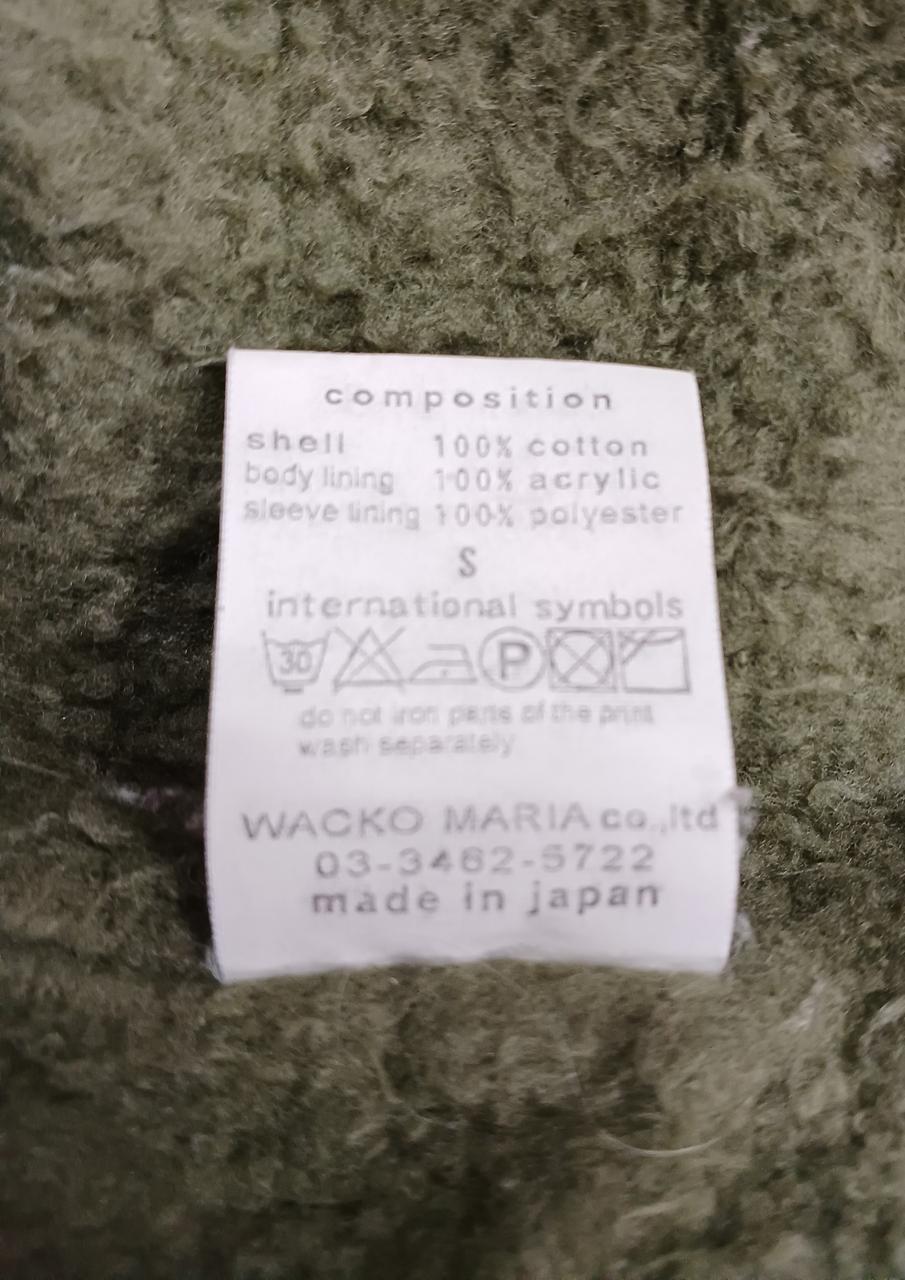 composition
shell 100% cotton
body lining 100% acrylic
sleeve lining 100% polyester
S
international symbols
30 P
do not iron parts of the print
wash separately
WACKO MARIA co.,ltd
03-3462-5722
made in japan